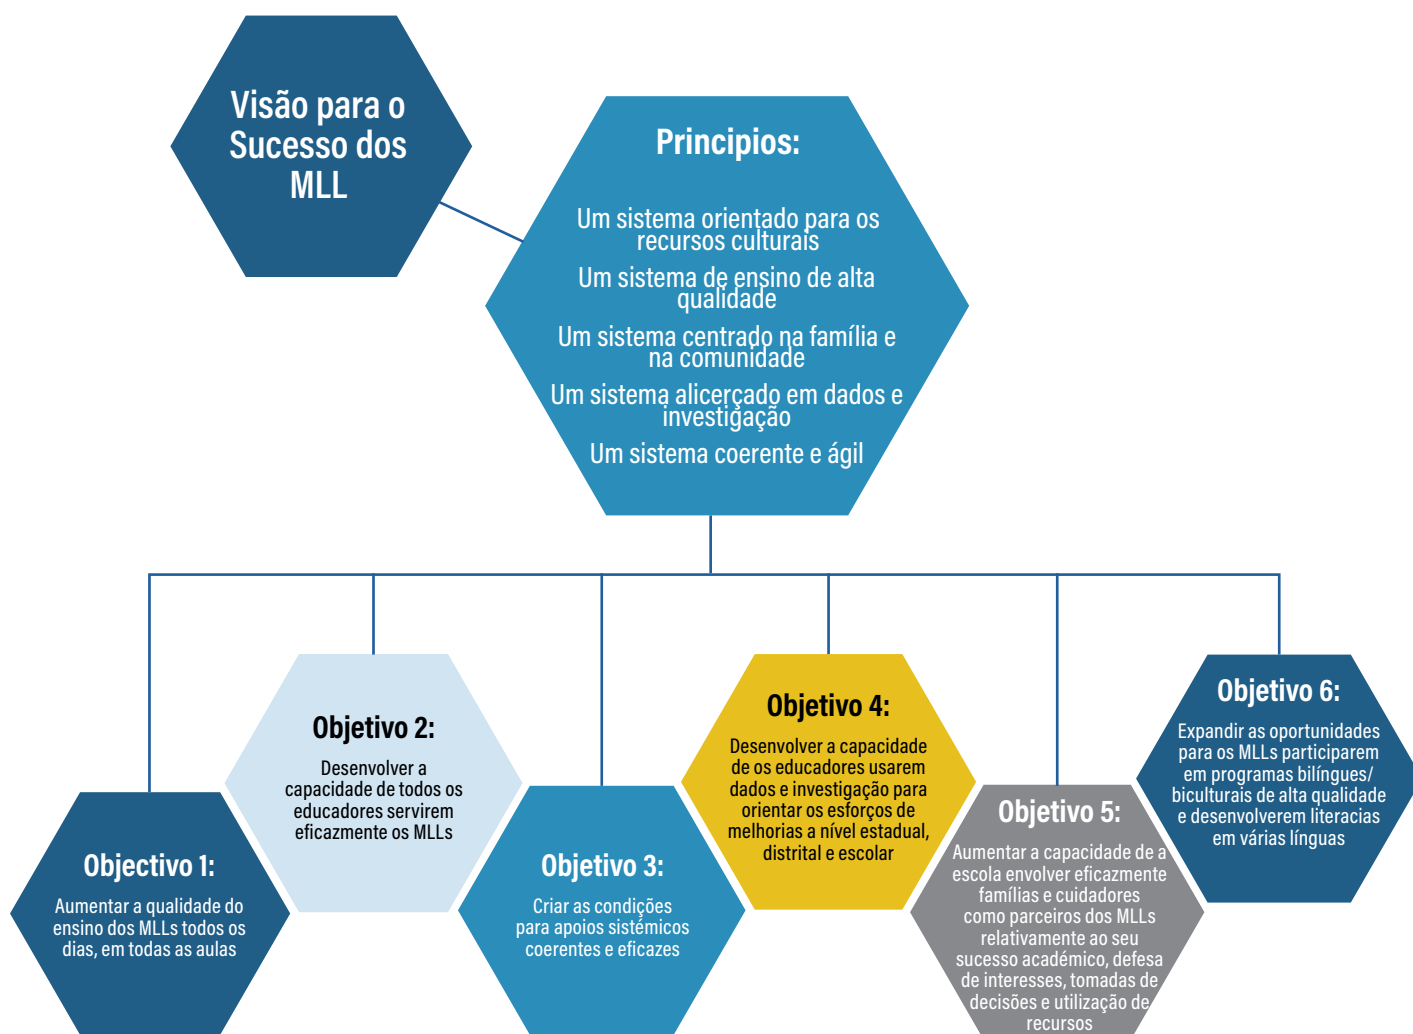 Visão para o
Sucesso dos
MLL
Principios:
Um sistema orientado para os
recursos culturais
Um sistema de ensino de alta
qualidade
Um sistema centrado na família e
na comunidade
Um sistema alicerçado em dados e
investigação
Um sistema coerente e ágil
Objectivo 1:
Aumentar a qualidade do
ensino dos MLLs todos os
dias, em todas as aulas
Objetivo 2:
Desenvolver a
capacidade de todos os
educadores servirem
eficazmente os MLLs
Objetivo 3:
Criar as condições
para apoios sistémicos
coerentes e eficazes
Objetivo 4:
Desenvolver a capacidade
de os educadores usarem
dados e investigação para
orientar os esforços de
melhorias a nível estadual,
distrital e escolar
Objetivo 5:
Aumentar a capacidade de a
escola envolver eficazmente
famílias e cuidadores
como parceiros dos MLLs
relativamente ao seu
sucesso académico, defesa
de interesses, tomadas de
decisões e utilização de
recursos
Objetivo 6:
Expandir as oportunidades
para os MLLs participarem
em programas bilíngues/
biculturais de alta qualidade
e desenvolverem literacias
em várias línguas